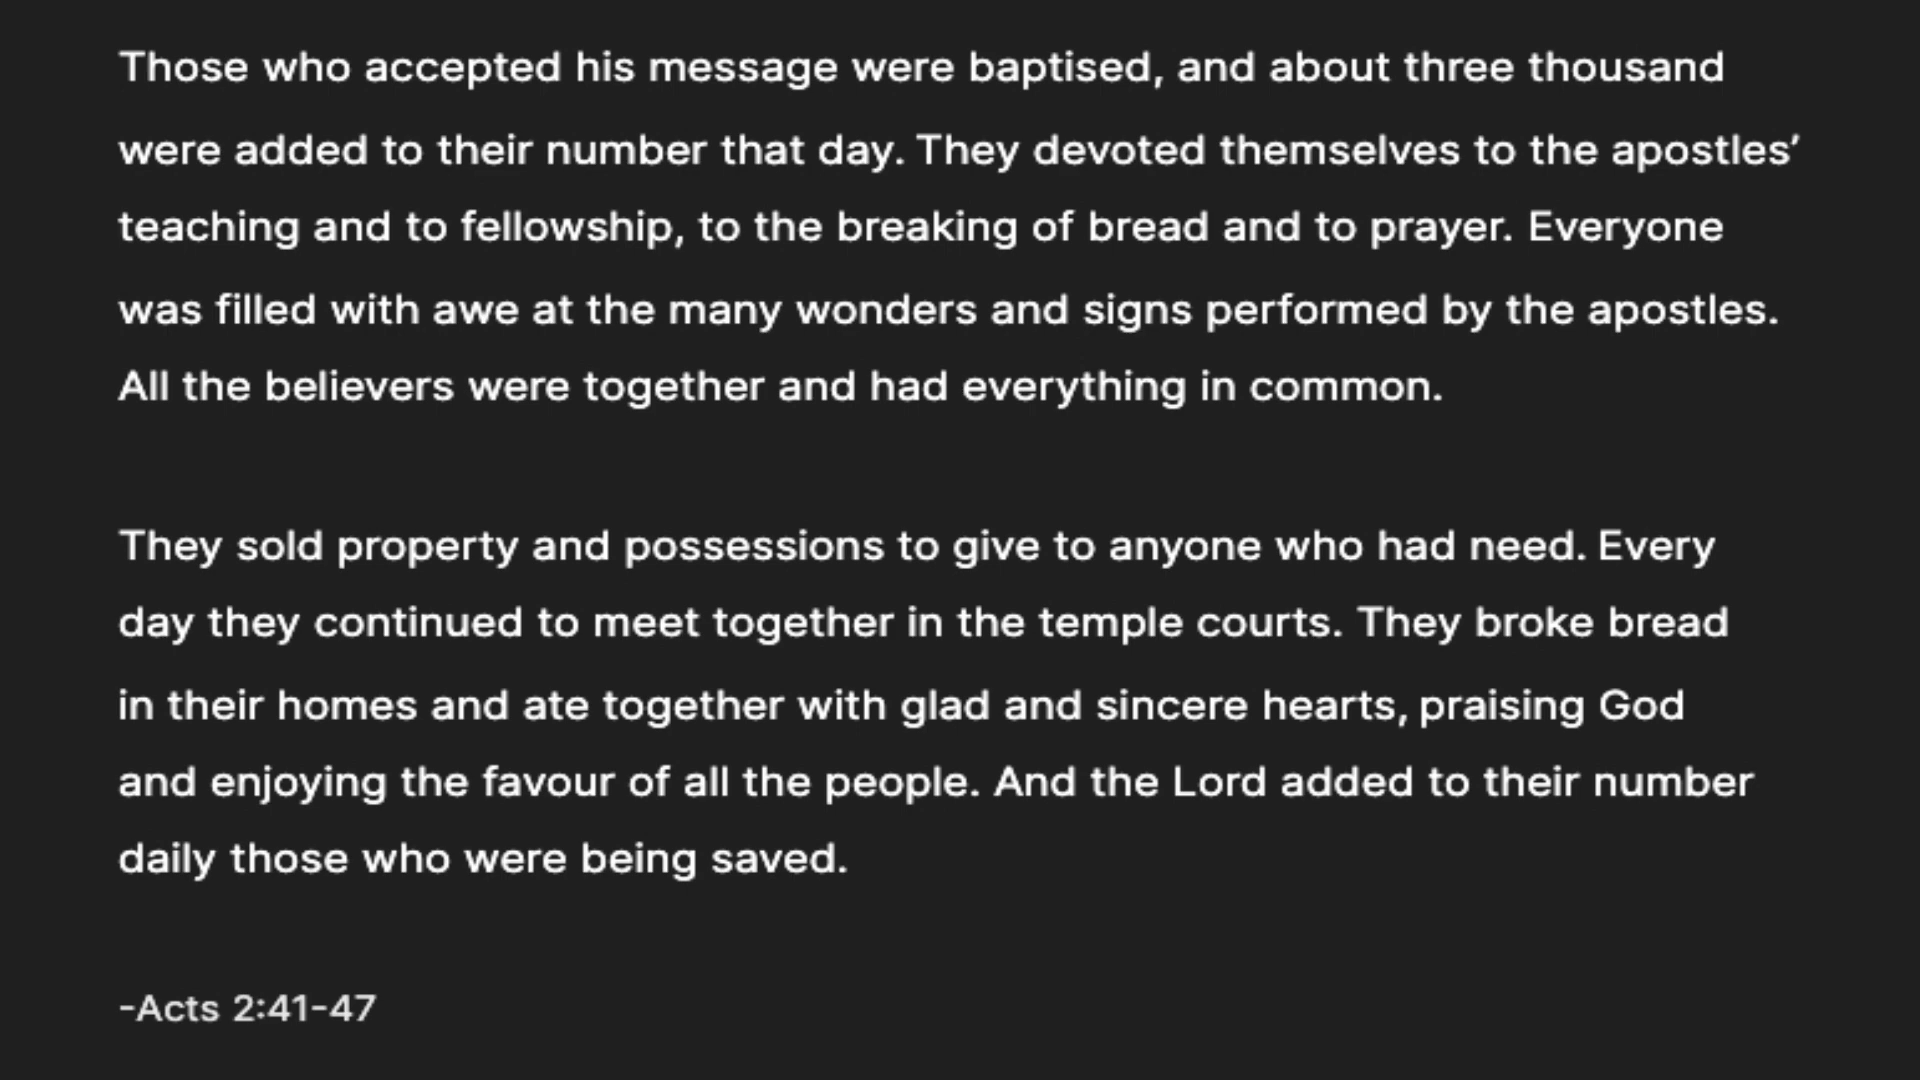 Those who accepted his message were baptised, and about three thousand
were added to their number that day. They devoted themselves to the apostles’
teaching and to fellowship, to the breaking of bread and to prayer. Everyone
was filled with awe at the many wonders and signs performed by the apostles.
All the believers were together and had everything in common.
They sold property and possessions to give to anyone who had need. Every
day they continued to meet together in the temple courts. They broke bread
in their homes and ate together with glad and sincere hearts, praising God
and enjoying the favour of all the people. And the Lord added to their number
daily those who were being saved.
-Acts 2:41-47